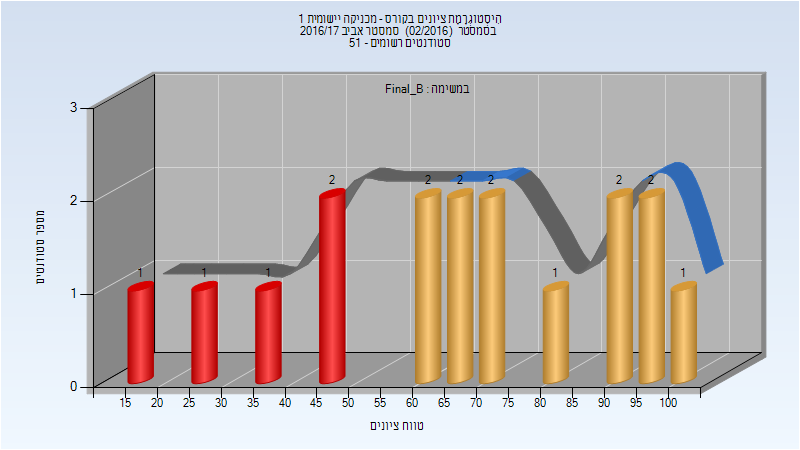 היסטוגרמת ציונים בקורס - מכניקה יישומית 1
בסמסטר (02/2016) סמסטר אביב 2016/17
סטודנטים רשומים - 51
במשימה : Final_B
מספר סטודנטים
3
2
1
0
1 1 1 2 2 2 2 1 2 2 1
15 20 25 30 35 40 45 50 55 60 65 70 75 80 85 90 95 100
טווח ציונים